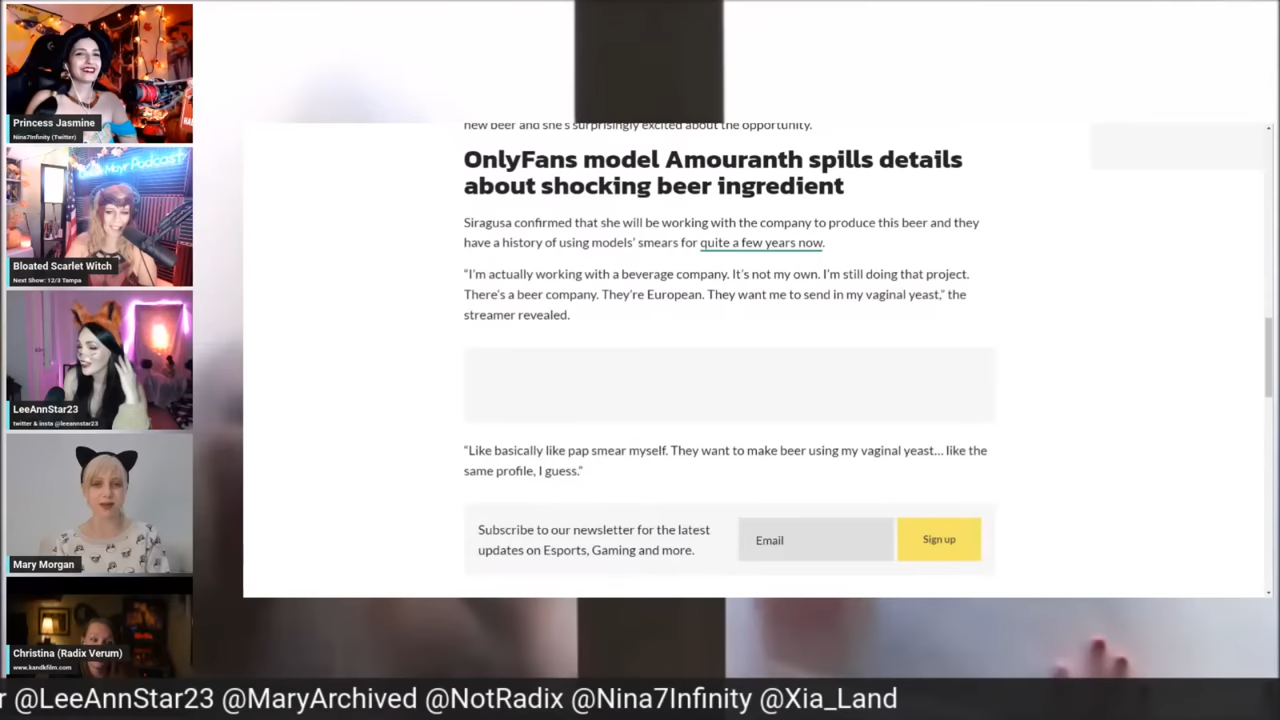 Princess Jasmine
Nina7Infinity (Twitter)
Mayr Podcast
Bloated Scarlet Witch
Next Show: 12/3 Tampa
LeeAnnStar23
twitter & insta @leeannstar23
Mary Morgan
Christina (Radix Verum)
www.kandkfilm.com
new beer and she's surprisingly excited about the opportunity.
OnlyFans model Amouranth spills details
about shocking beer ingredient
Siragusa confirmed that she will be working with the company to produce this beer and they
have a history of using models' smears for quite a few years now.
“I'm actually working with a beverage company. It's not my own. I'm still doing that project.
There's a beer company. They're European. They want me to send in my vaginal yeast,” the
streamer revealed.
“Like basically like pap smear myself. They want to make beer using my vaginal yeast… like the
same profile, I guess.”
Subscribe to our newsletter for the latest
updates on Esports, Gaming and more.
Email
Sign up
r @LeeAnnStar23 @MaryArchived @NotRadix @Nina7Infinity @Xia_Land